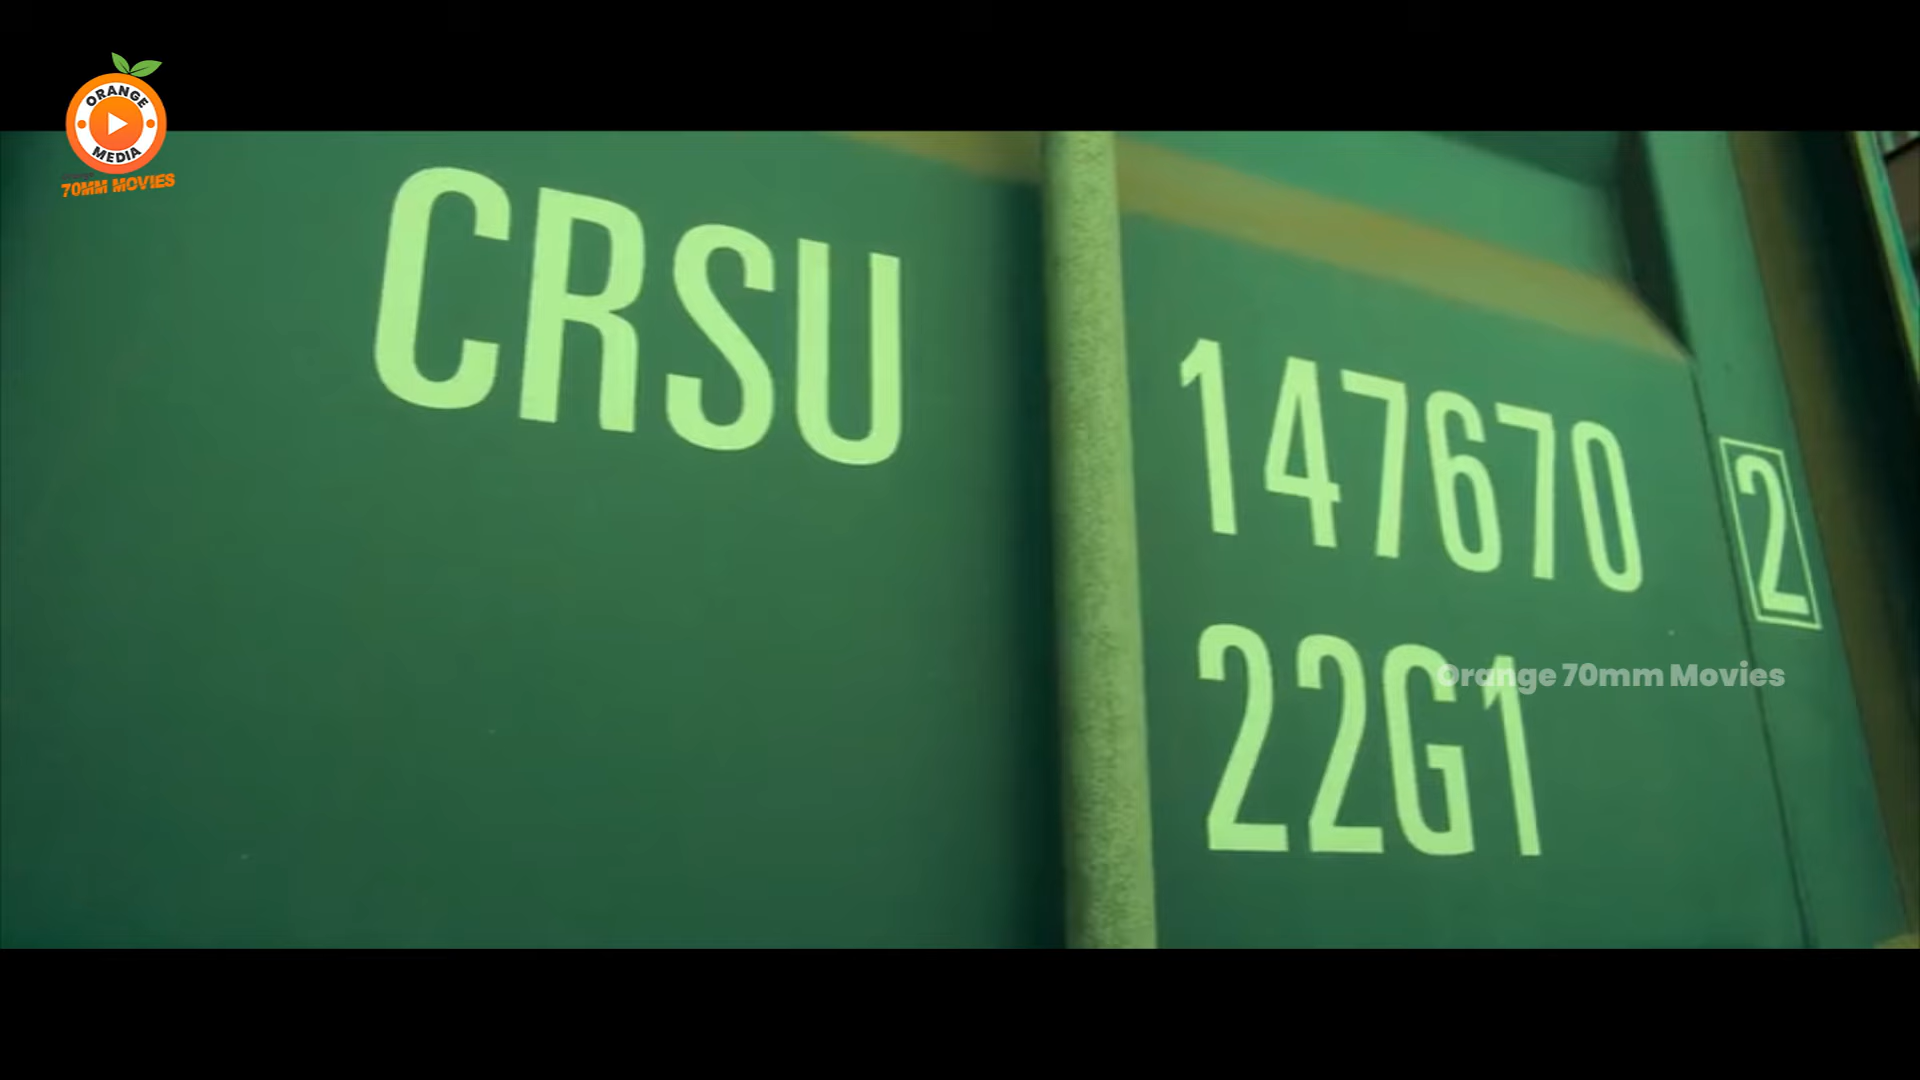 ORANGE
MEDIA
70MM MOVIES
CRSU
147670 2
22G1
Orange 70mm Movies